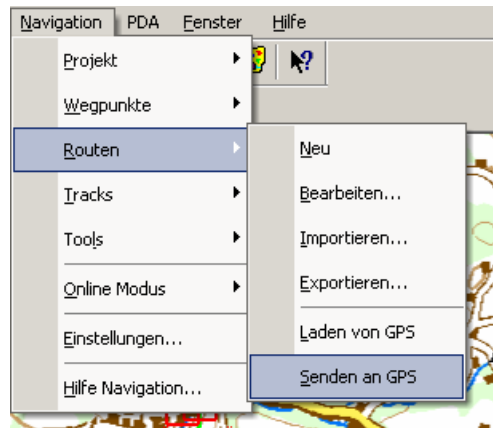 Navigation PDA Fenster Hilfe
Projekt
Wegpunkte
Routen
Tracks
Tools
Online Modus
Einstellungen...
Hilfe Navigation...
Neu
Bearbeiten...
Importieren...
Exportieren...
Laden von GPS
Senden an GPS